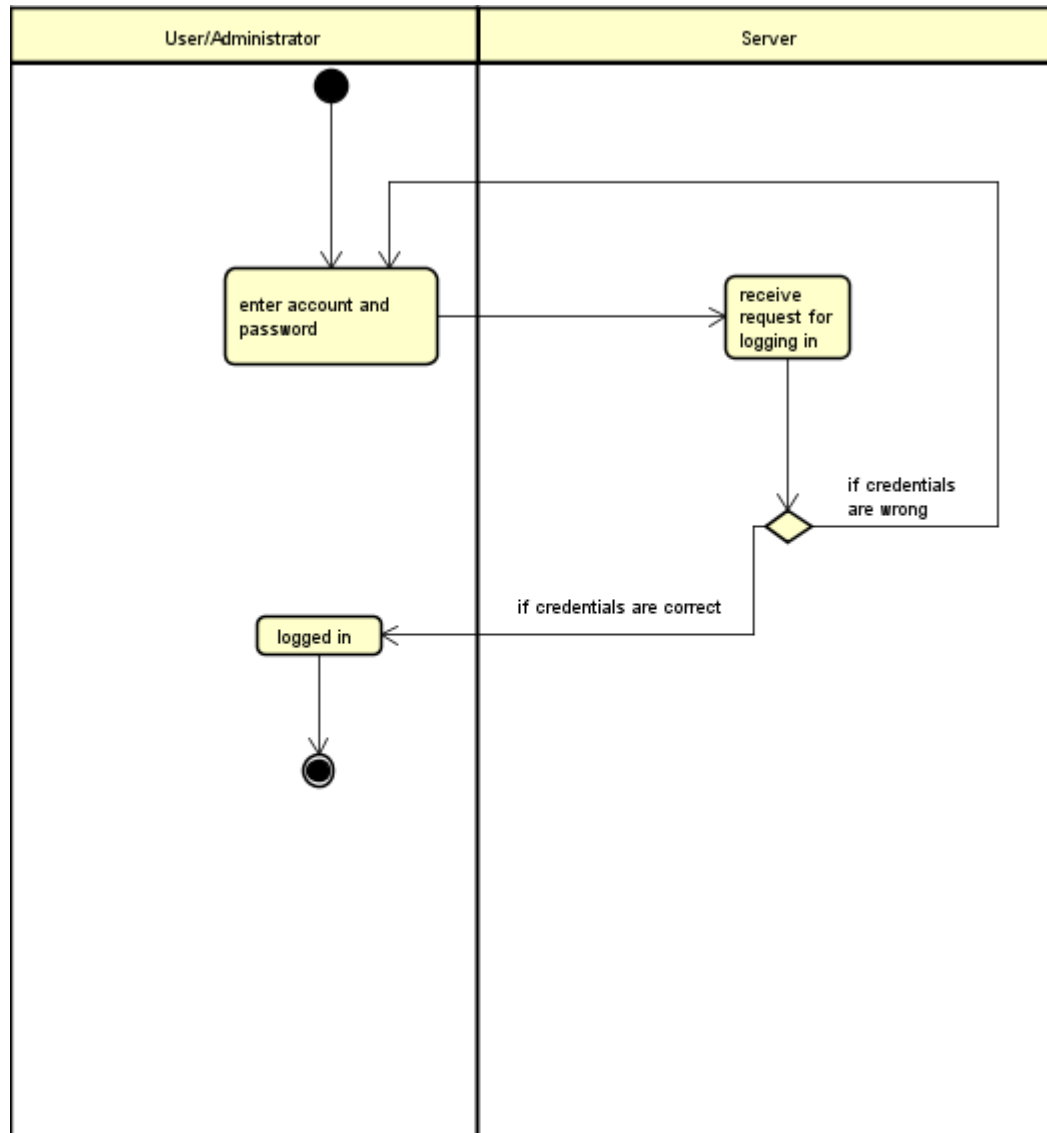 User/Administrator
Server
enter account and
password
receive
request for
logging in
if credentials
are wrong
if credentials are correct
logged in